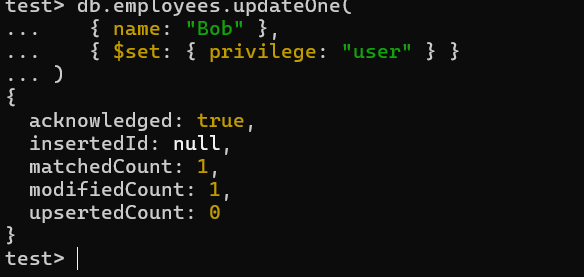 test> db.employees.updateOne(
...    { name: "Bob" },
...    { $set: { privilege: "user" } }
... )
{
  acknowledged: true,
  insertedId: null,
  matchedCount: 1,
  modifiedCount: 1,
  upsertedCount: 0
}
test>